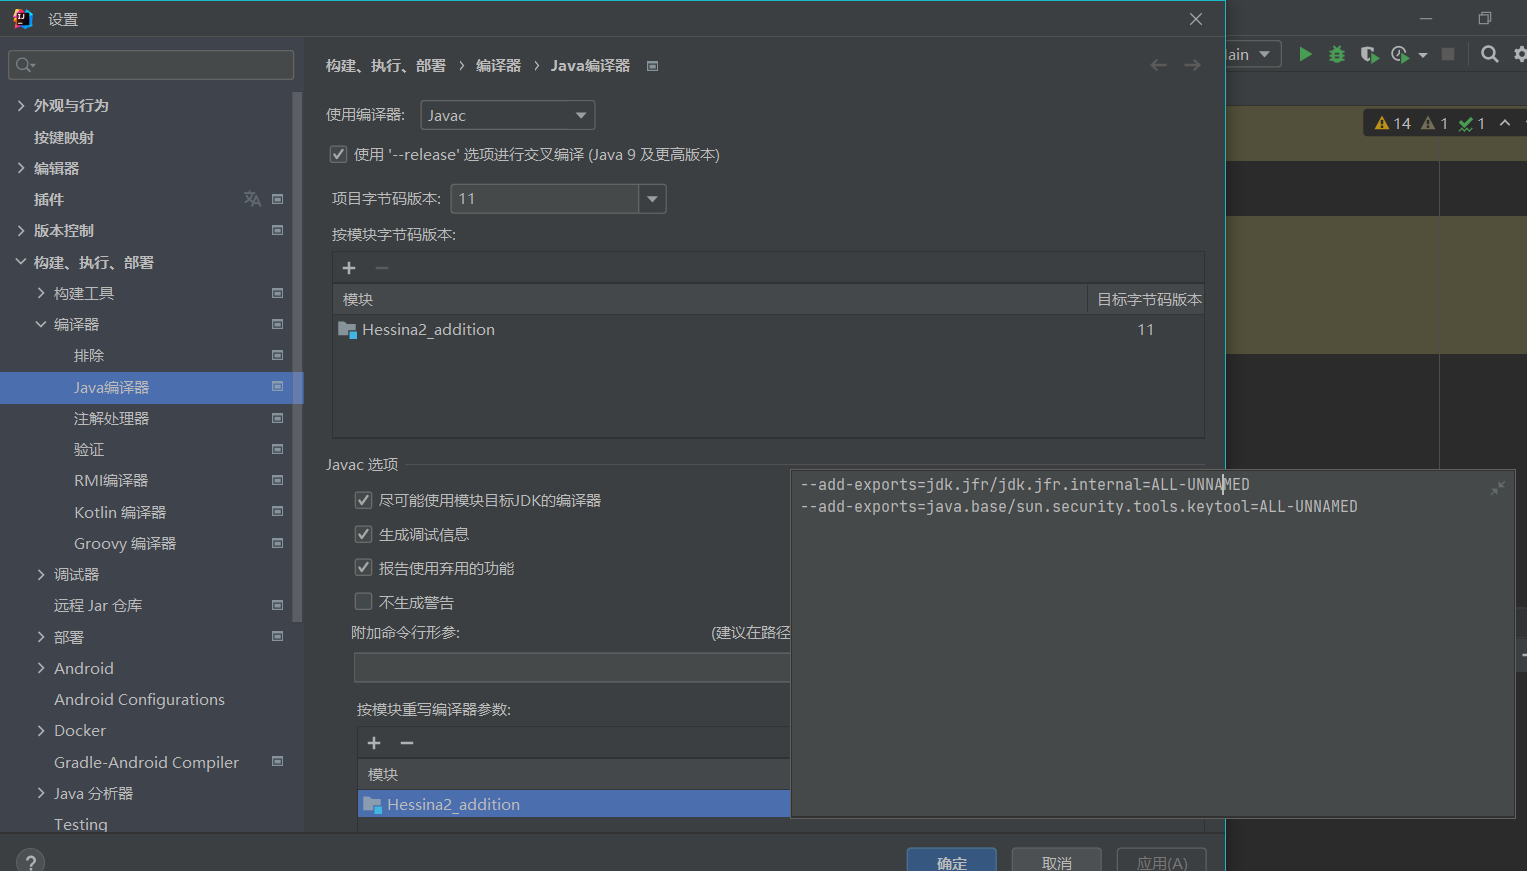 设置
构建、执行、部署 › 编译器 › Java编译器
ain
14 1 1
外观与行为
按键映射
编辑器
插件
版本控制
构建、执行、部署
构建工具
编译器
排除
Java编译器
注解处理器
验证
RMI编译器
Kotlin 编译器
Groovy 编译器
调试器
远程 Jar 仓库
部署
Android
Android Configurations
Docker
Gradle-Android Compiler
Java 分析器
Testing
使用编译器: Javac
使用 '--release' 选项进行交叉编译 (Java 9 及更高版本)
项目字节码版本: 11
按模块字节码版本:
模块 目标字节码版本
Hessina2_addition 11
Javac 选项
尽可能使用模块目标JDK的编译器
生成调试信息
报告使用弃用的功能
不生成警告
附加命令行形参: (建议在路径
按模块重写编译器参数:
模块
Hessina2_addition
--add-exports=jdk.jfr/jdk.jfr.internal=ALL-UNNAMED
--add-exports=java.base/sun.security.tools.keytool=ALL-UNNAMED
? 确定 取消 应用(A)